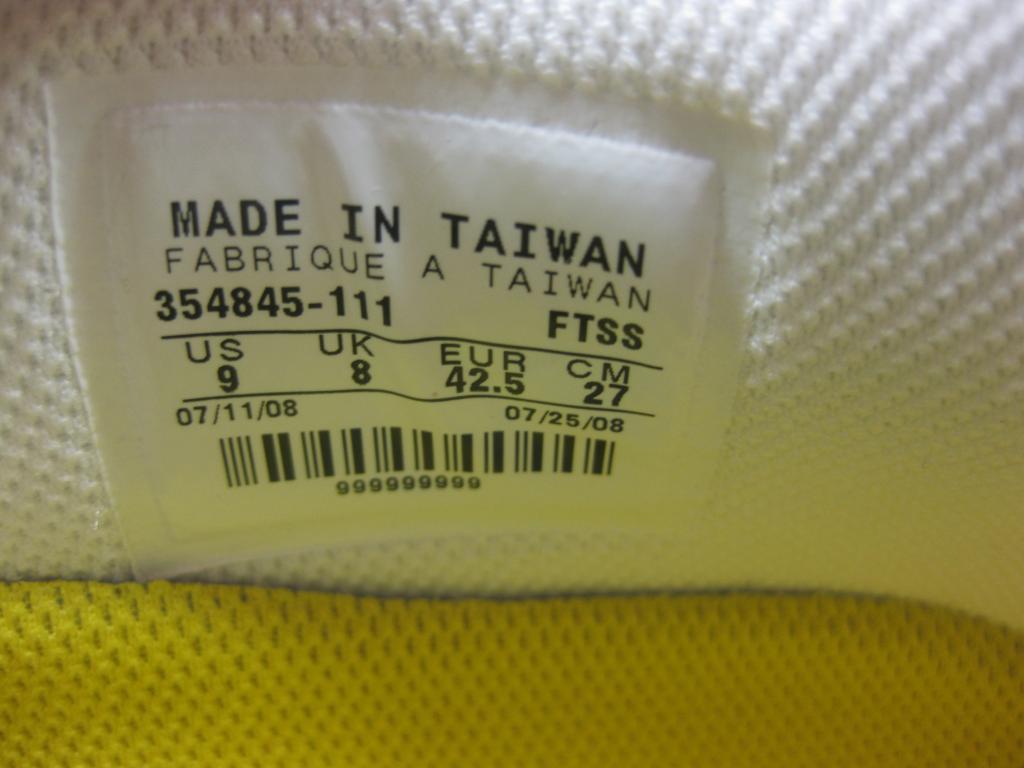 MADE IN TAIWAN
FABRIQUE A TAIWAN
354845-111 FTSS
US UK EUR CM
9 8 42.5 27
07/11/08 07/25/08
999999999